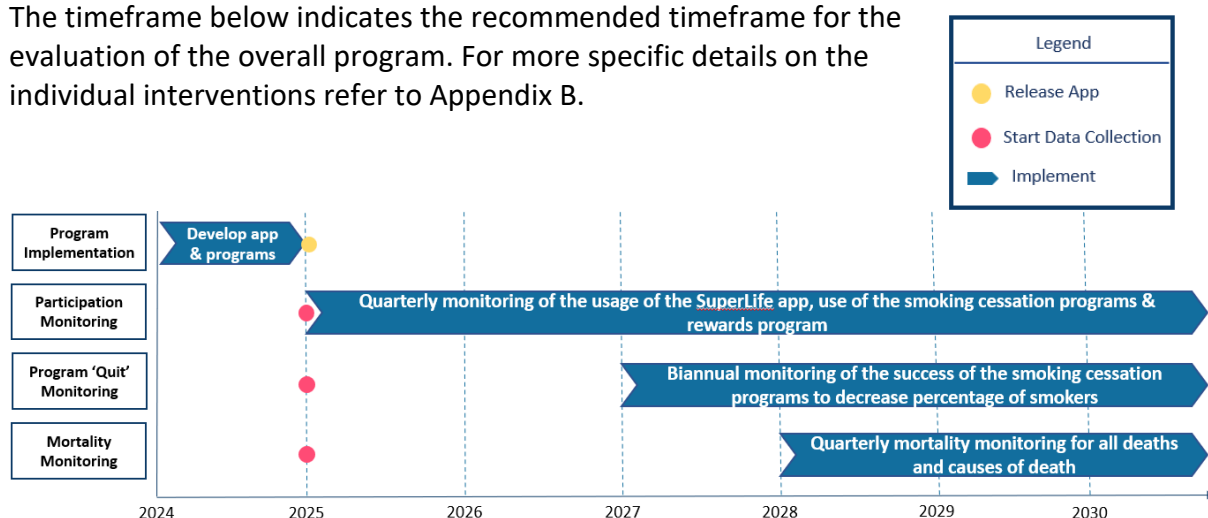 The timeframe below indicates the recommended timeframe for the
evaluation of the overall program. For more specific details on the
individual interventions refer to Appendix B.
Legend
Release App
Start Data Collection
Implement
Program
Implementation
Develop app
& programs
Participation
Monitoring
Quarterly monitoring of the usage of the SuperLife app, use of the smoking cessation programs &
rewards program
Program ‘Quit’
Monitoring
Biannual monitoring of the success of the smoking cessation
programs to decrease percentage of smokers
Mortality
Monitoring
Quarterly mortality monitoring for all deaths
and causes of death
2024 2025 2026 2027 2028 2029 2030